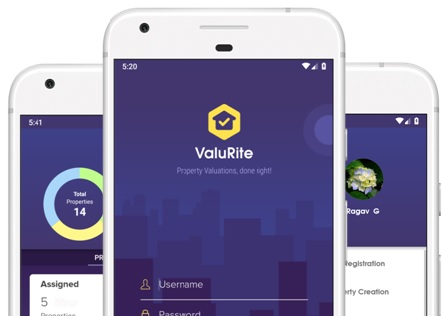 5:41
Total
Properties
14
PR
Assigned
5
Properties
5:20
ValuRite
Property Valuations, done right!
Username
Password
Ragav G
Registration
erty Creation